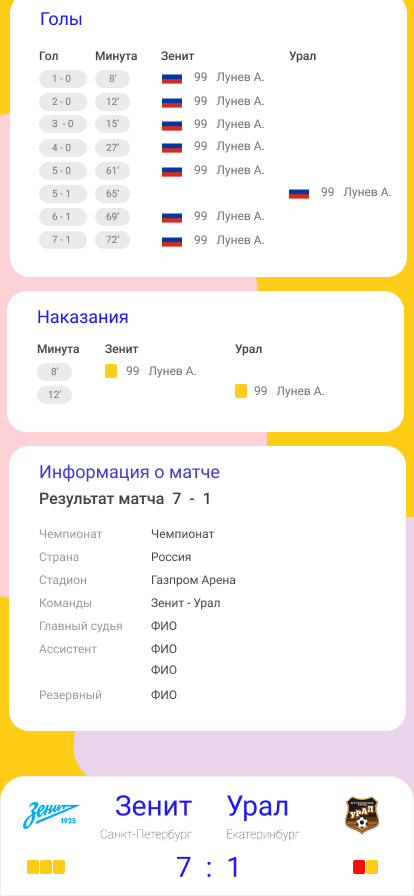 Голы
Гол Минута Зенит Урал
1 - 0 8’ 99 Лунев А.
2 - 0 12’ 99 Лунев А.
3 - 0 15’ 99 Лунев А.
4 - 0 27’ 99 Лунев А.
5 - 0 61’ 99 Лунев А.
5 - 1 65’ 99 Лунев А.
6 - 1 69’ 99 Лунев А.
7 - 1 72’ 99 Лунев А.
Наказания
Минута Зенит Урал
8’ 99 Лунев А.
12’ 99 Лунев А.
Информация о матче
Результат матча 7 - 1
Чемпионат Чемпионат
Страна Россия
Стадион Газпром Арена
Команды Зенит - Урал
Главный судья ФИО
Ассистент ФИО
ФИО
Резервный ФИО
Зенит 1925 Зенит Урал УРАЛ
Санкт-Петербург Екатеринбург
7 : 1